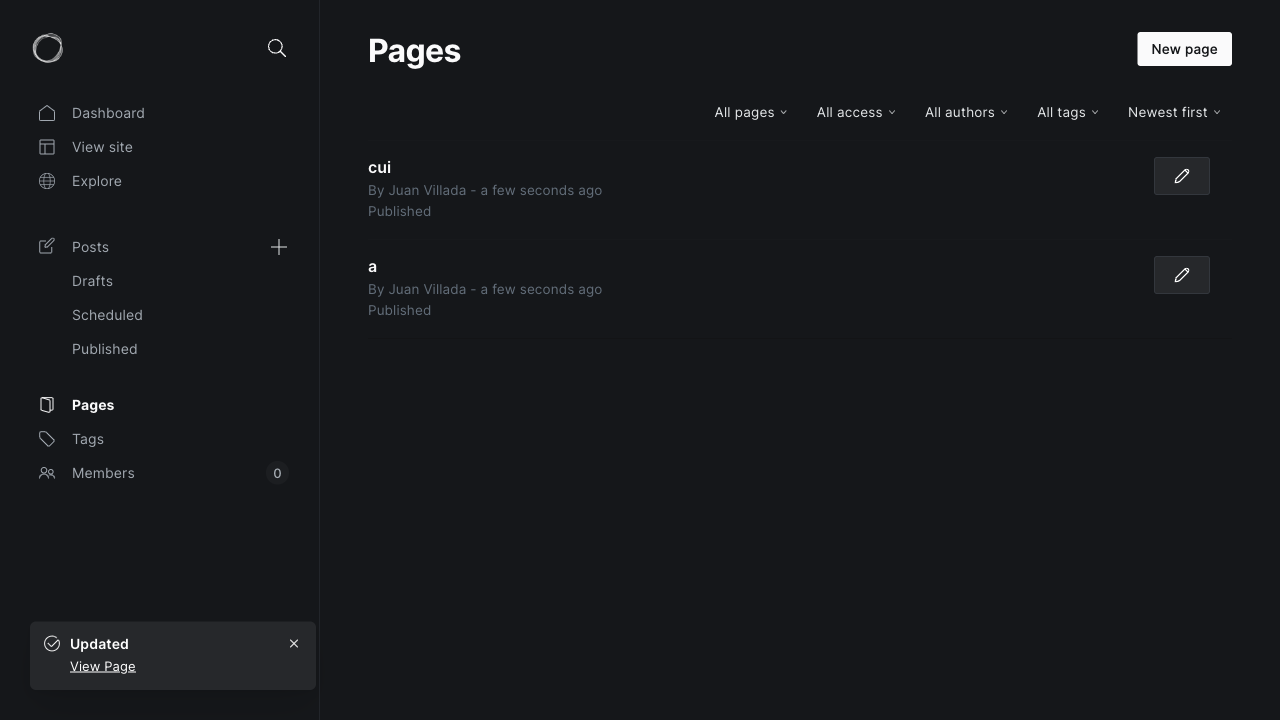 Dashboard
View site
Explore
Posts
Drafts
Scheduled
Published
Pages
Tags
Members 0
Updated
View Page
Pages
New page
All pages All access All authors All tags Newest first
cui
By Juan Villada - a few seconds ago
Published
a
By Juan Villada - a few seconds ago
Published